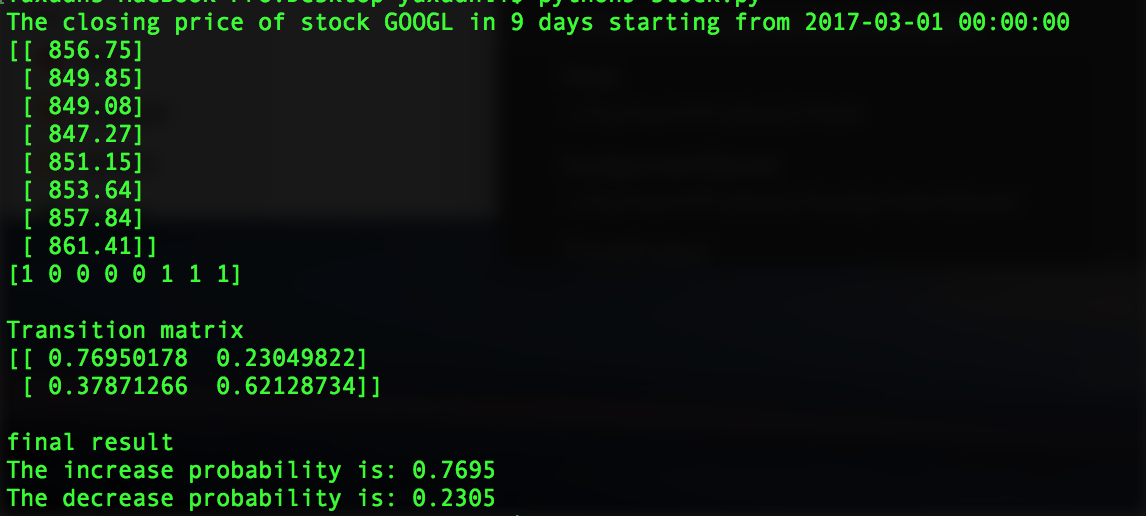 The closing price of stock GOOGL in 9 days starting from 2017-03-01 00:00:00
[[ 856.75]
[ 849.85]
[ 849.08]
[ 847.27]
[ 851.15]
[ 853.64]
[ 857.84]
[ 861.41]]
[1 0 0 0 0 1 1 1]
Transition matrix
[[ 0.76950178 0.23049822]
[ 0.37871266 0.62128734]]
final result
The increase probability is: 0.7695
The decrease probability is: 0.2305